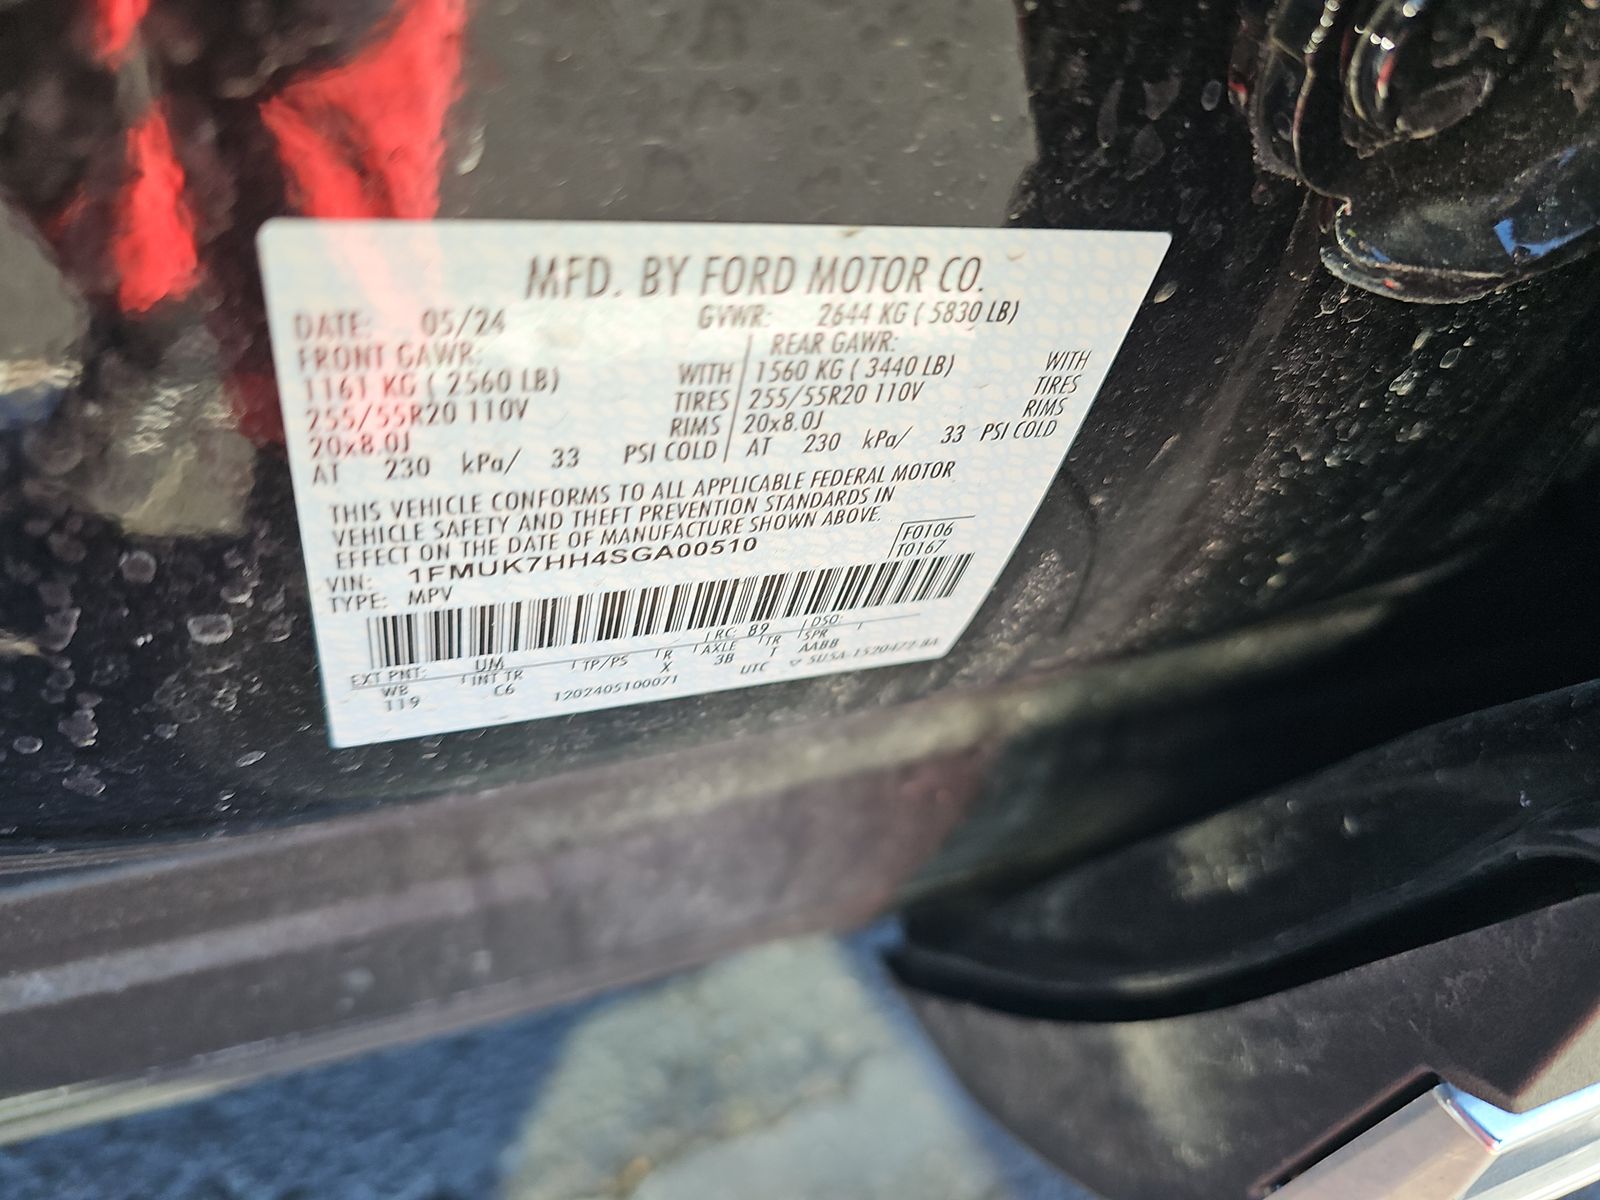 MFD. BY FORD MOTOR CO.
DATE: 05/24 GVWR: 2644 KG ( 5830 LB)
FRONT GAWR: REAR GAWR:
1161 KG ( 2560 LB) WITH 1560 KG ( 3440 LB) WITH
255/55R20 110V TIRES 255/55R20 110V TIRES
20x8.0J RIMS 20x8.0J RIMS
AT 230 kPa/ 33 PSI COLD AT 230 kPa/ 33 PSI COLD
THIS VEHICLE CONFORMS TO ALL APPLICABLE FEDERAL MOTOR
VEHICLE SAFETY AND THEFT PREVENTION STANDARDS IN
EFFECT ON THE DATE OF MANUFACTURE SHOWN ABOVE.
VIN: 1FMUK7HH4SGA00510 F0106
TYPE: MPV T0167
EXT PNT: UM RC: 89 DSO:
WB INT TR TP/PS R AXLE TR SPR
119 C6 X 3B T AABB
1202405100071 UTC 5U5A-1520472-BA